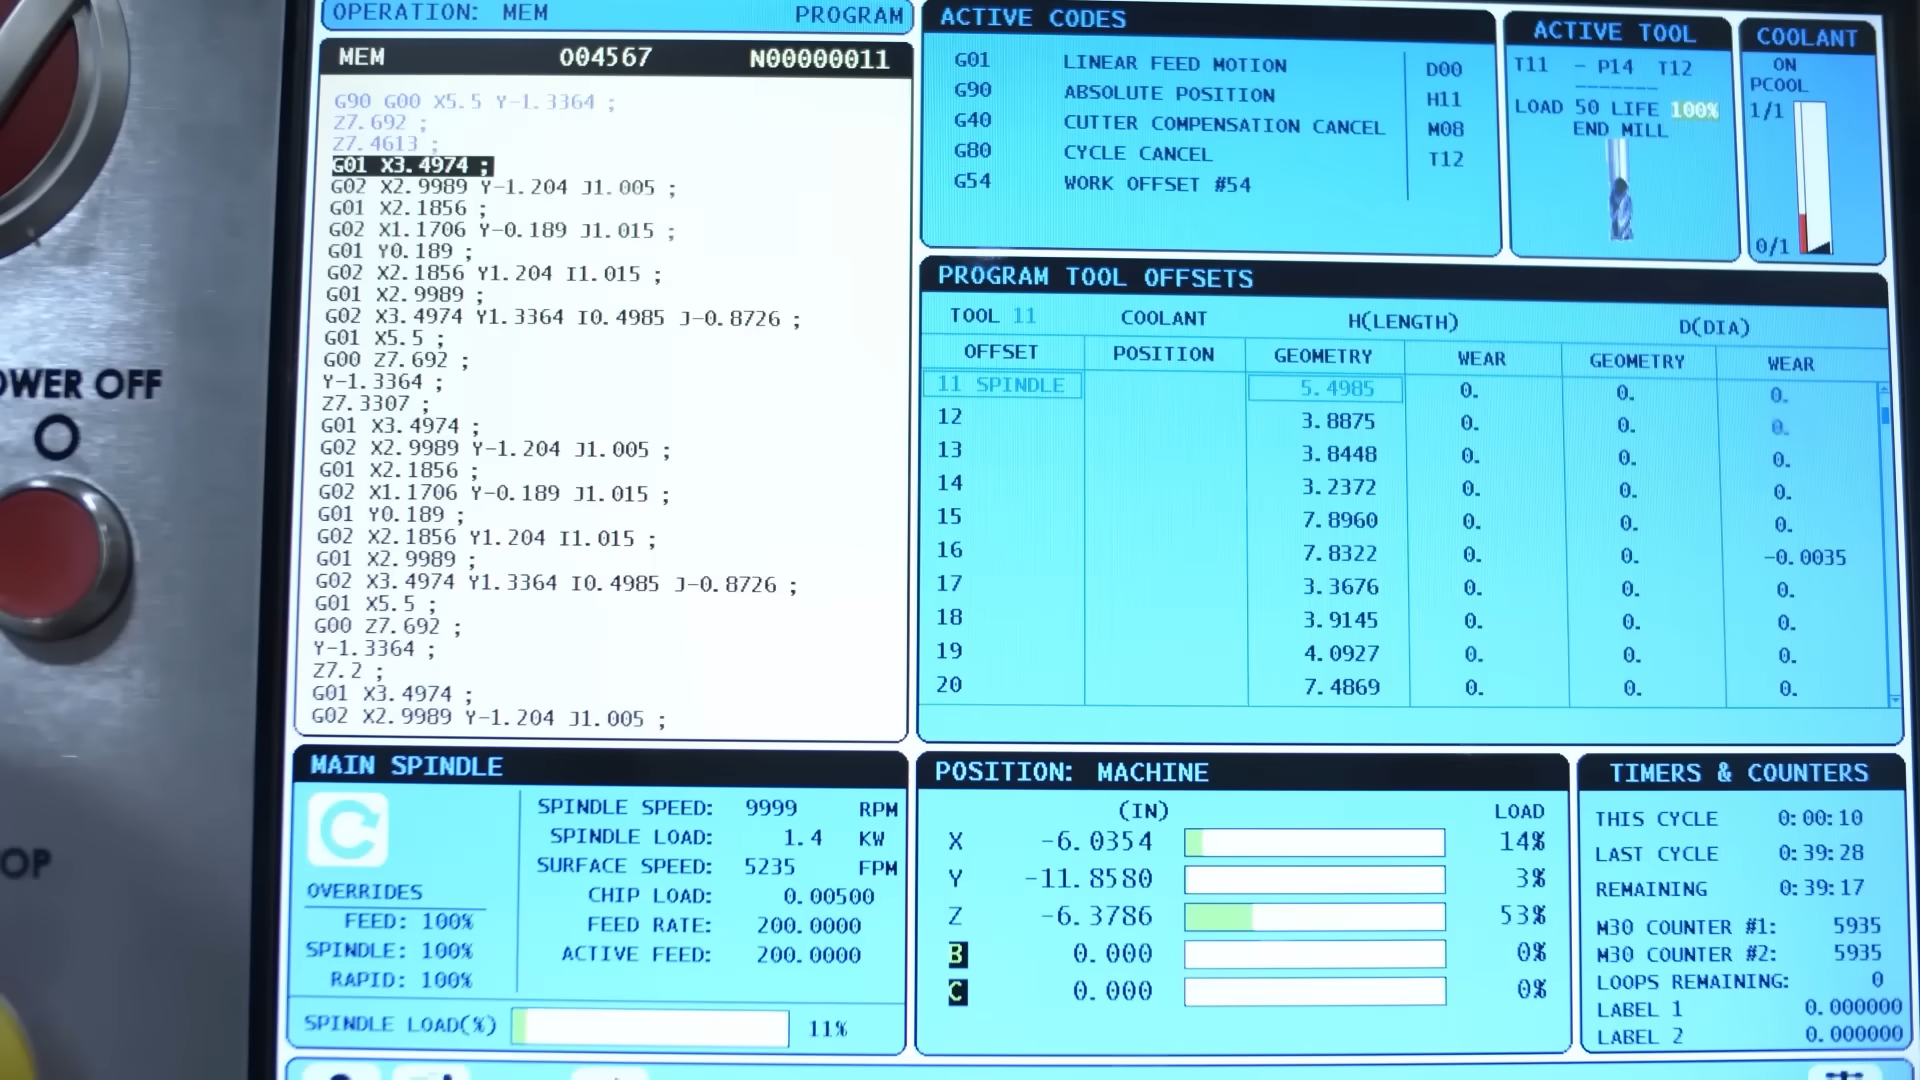 OWER OFF
OP
OPERATION: MEM PROGRAM
MEM O04567 N00000011
G90 G00 X5.5 Y-1.3364 ;
Z7.692 ;
Z7.4613 ;
G01 X3.4974 ;
G02 X2.9989 Y-1.204 J1.005 ;
G01 X2.1856 ;
G02 X1.1706 Y-0.189 J1.015 ;
G01 Y0.189 ;
G02 X2.1856 Y1.204 I1.015 ;
G01 X2.9989 ;
G02 X3.4974 Y1.3364 I0.4985 J-0.8726 ;
G01 X5.5 ;
G00 Z7.692 ;
Y-1.3364 ;
Z7.3307 ;
G01 X3.4974 ;
G02 X2.9989 Y-1.204 J1.005 ;
G01 X2.1856 ;
G02 X1.1706 Y-0.189 J1.015 ;
G01 Y0.189 ;
G02 X2.1856 Y1.204 I1.015 ;
G01 X2.9989 ;
G02 X3.4974 Y1.3364 I0.4985 J-0.8726 ;
G01 X5.5 ;
G00 Z7.692 ;
Y-1.3364 ;
Z7.2 ;
G01 X3.4974 ;
G02 X2.9989 Y-1.204 J1.005 ;
ACTIVE CODES
G01 LINEAR FEED MOTION D00
G90 ABSOLUTE POSITION H11
G40 CUTTER COMPENSATION CANCEL M08
G80 CYCLE CANCEL T12
G54 WORK OFFSET #54
ACTIVE TOOL
T11 - P14 T12
-------
LOAD 50 LIFE 100%
END MILL
COOLANT
ON
PCOOL
1/1
0/1
PROGRAM TOOL OFFSETS
TOOL 11 COOLANT H(LENGTH) D(DIA)
OFFSET POSITION GEOMETRY WEAR GEOMETRY WEAR
11 SPINDLE 5.4985 0. 0. 0.
12 3.8875 0. 0. 0.
13 3.8448 0. 0. 0.
14 3.2372 0. 0. 0.
15 7.8960 0. 0. 0.
16 7.8322 0. 0. -0.0035
17 3.3676 0. 0. 0.
18 3.9145 0. 0. 0.
19 4.0927 0. 0. 0.
20 7.4869 0. 0. 0.
MAIN SPINDLE
SPINDLE SPEED: 9999 RPM
SPINDLE LOAD: 1.4 KW
SURFACE SPEED: 5235 FPM
CHIP LOAD: 0.00500
FEED RATE: 200.0000
ACTIVE FEED: 200.0000
OVERRIDES
FEED: 100%
SPINDLE: 100%
RAPID: 100%
SPINDLE LOAD(%) 11%
POSITION: MACHINE
(IN) LOAD
X -6.0354 14%
Y -11.8580 3%
Z -6.3786 53%
B 0.000 0%
C 0.000 0%
TIMERS & COUNTERS
THIS CYCLE 0:00:10
LAST CYCLE 0:39:28
REMAINING 0:39:17
M30 COUNTER #1: 5935
M30 COUNTER #2: 5935
LOOPS REMAINING: 0
LABEL 1 0.000000
LABEL 2 0.000000